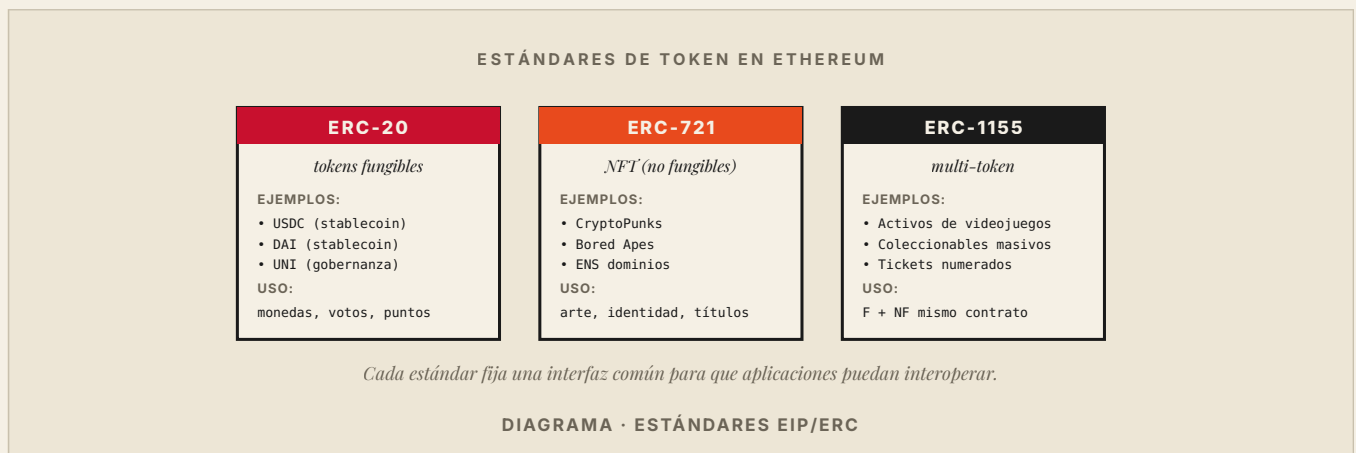 ESTÁNDARES DE TOKEN EN ETHEREUM
ERC-20
tokens fungibles
EJEMPLOS:
• USDC (stablecoin)
• DAI (stablecoin)
• UNI (gobernanza)
USO:
monedas, votos, puntos
ERC-721
NFT (no fungibles)
EJEMPLOS:
• CryptoPunks
• Bored Apes
• ENS dominios
USO:
arte, identidad, títulos
ERC-1155
multi-token
EJEMPLOS:
• Activos de videojuegos
• Coleccionables masivos
• Tickets numerados
USO:
F + NF mismo contrato
Cada estándar fija una interfaz común para que aplicaciones puedan interoperar.
DIAGRAMA · ESTÁNDARES EIP/ERC